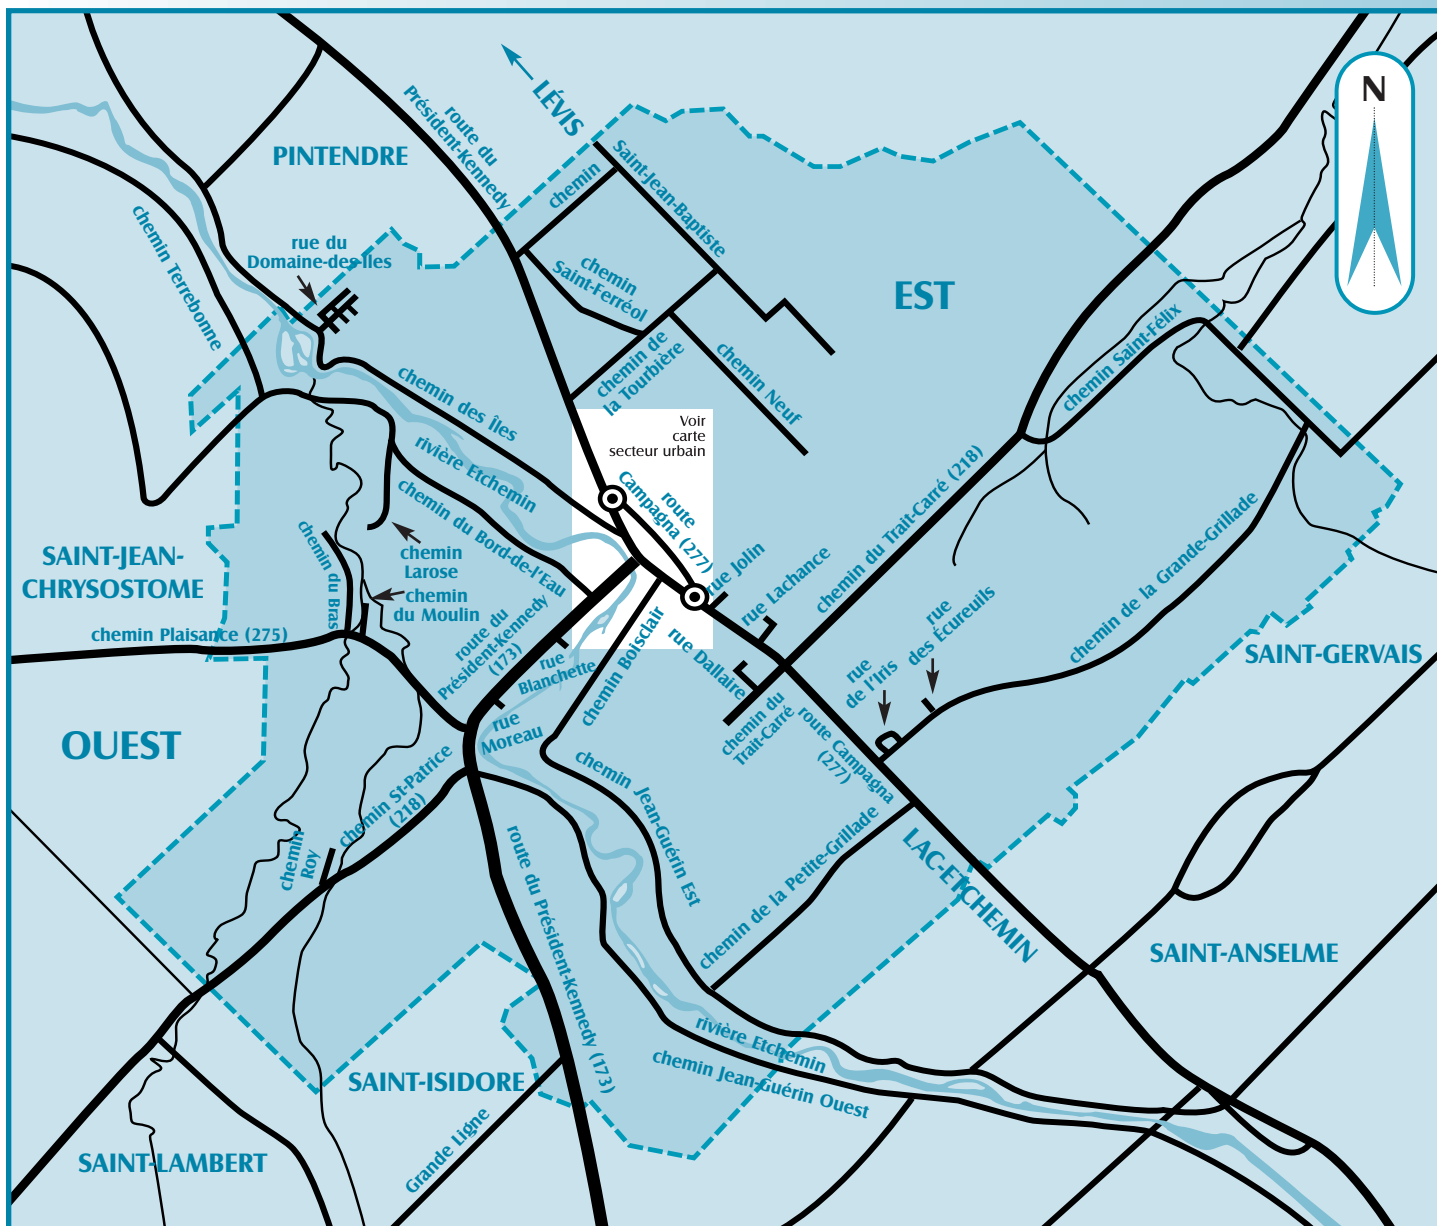 N
LÉVIS
route du
Président-Kennedy
PINTENDRE
chemin
Saint-Jean-Baptiste
chemin Terrebonne
rue du
Domaine-des-Îles
chemin
Saint-Ferréol
EST
chemin de
la Tourbière
chemin Neuf
chemin Saint-Félix
chemin des Îles
Voir
carte
secteur urbain
rivière Etchemin
route
Campagna (277)
chemin du Trait-Carré (218)
chemin du Bord-de-l'Eau
chemin de la Grande-Grillade
SAINT-JEAN-
CHRYSOSTOME
chemin du Bras
chemin
Larose
chemin
du Moulin
rue Jolin
rue Lachance
rue
des Écureuils
chemin Plaisance (275)
route du
Président-Kennedy
(173)
rue
Blanchette
chemin Boisclair
rue Dallaire
rue
de l'Iris
SAINT-GERVAIS
OUEST
rue
Moreau
chemin du
Trait-Carré
route Campagna
(277)
chemin St-Patrice
(218)
chemin Jean-Guérin Est
chemin
Roy
route du Président-Kennedy (173)
chemin de la Petite-Grillade
LAC-ETCHEMIN
SAINT-ANSELME
rivière Etchemin
chemin Jean-Guérin Ouest
SAINT-ISIDORE
Grande Ligne
SAINT-LAMBERT